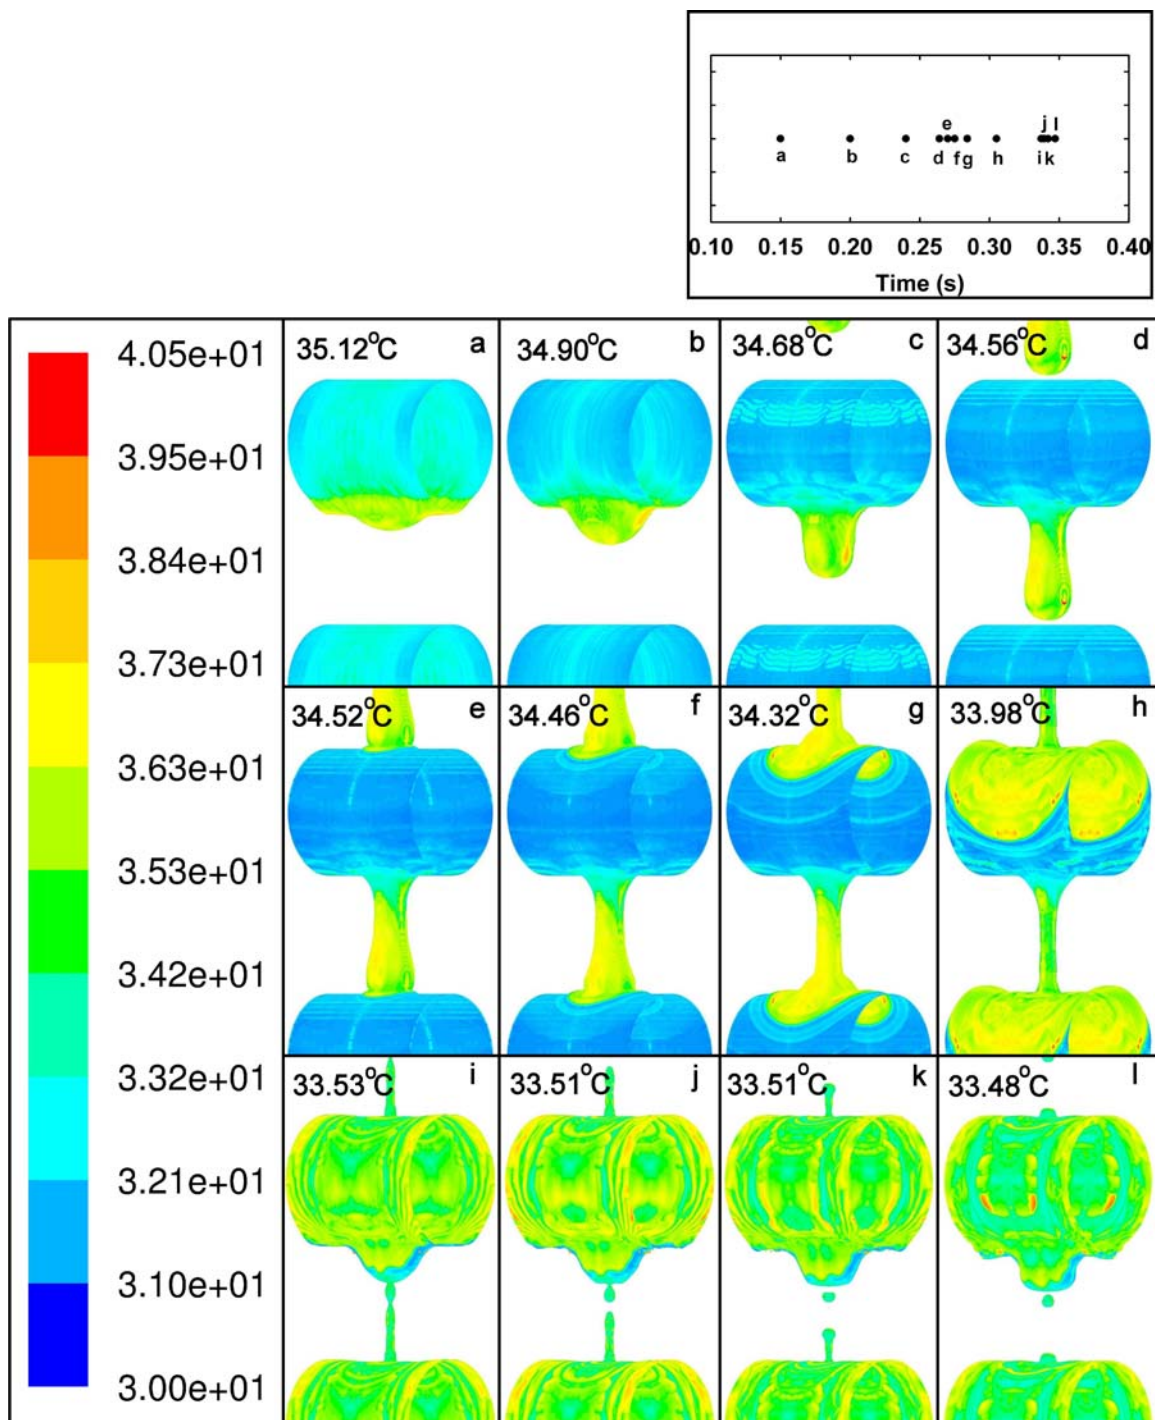 e
j l
a b c d f g h i k
0.10 0.15 0.20 0.25 0.30 0.35 0.40
Time (s)
4.05e+01
3.95e+01
3.84e+01
3.73e+01
3.63e+01
3.53e+01
3.42e+01
3.32e+01
3.21e+01
3.10e+01
3.00e+01
35.12°C a 34.90°C b 34.68°C c 34.56°C d
34.52°C e 34.46°C f 34.32°C g 33.98°C h
33.53°C i 33.51°C j 33.51°C k 33.48°C l